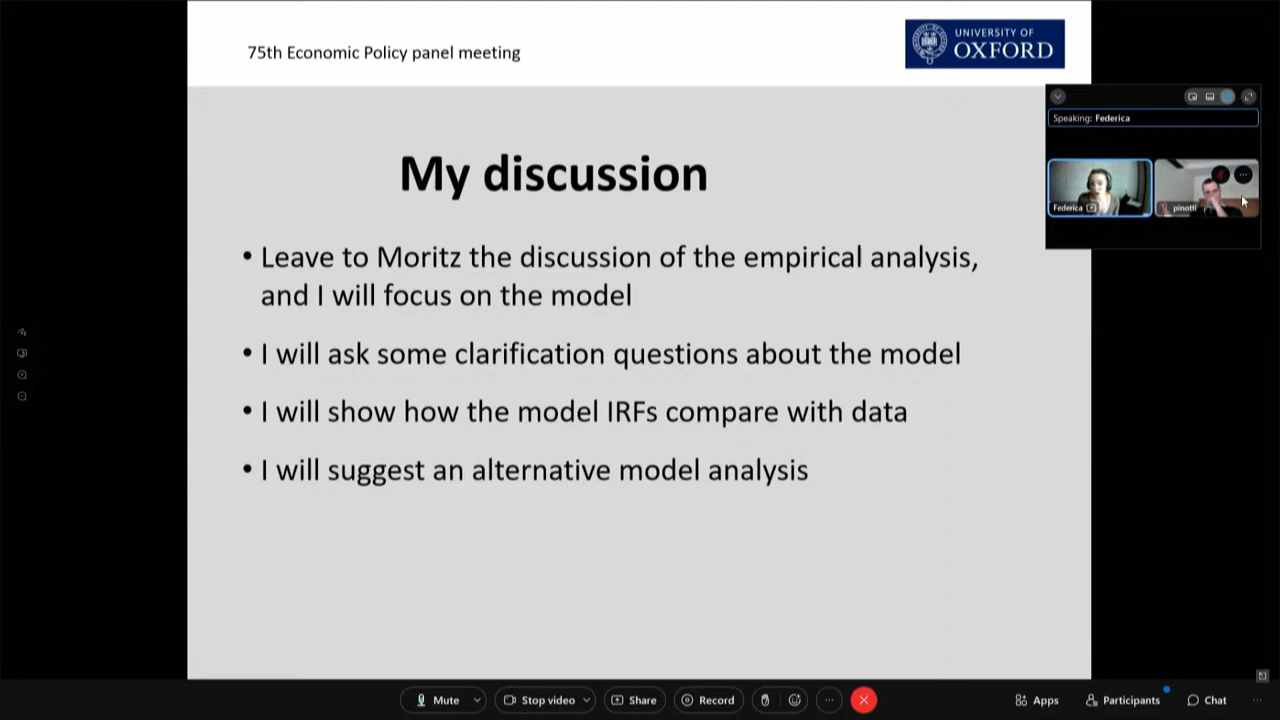 75th Economic Policy panel meeting
UNIVERSITY OF
OXFORD
Speaking: Federica
Federica
pinotti
My discussion
• Leave to Moritz the discussion of the empirical analysis,
and I will focus on the model
• I will ask some clarification questions about the model
• I will show how the model IRFs compare with data
• I will suggest an alternative model analysis
Mute
Stop video
Share
Record
Apps
Participants
Chat